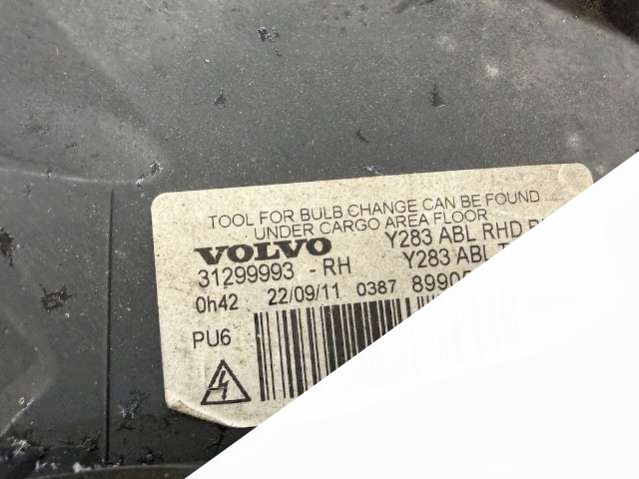 TOOL FOR BULB CHANGE CAN BE FOUND
UNDER CARGO AREA FLOOR
VOLVO Y283 ABL RHD
31299993 - RH Y283 ABL
0h42 22/09/11 0387 8990
PU6